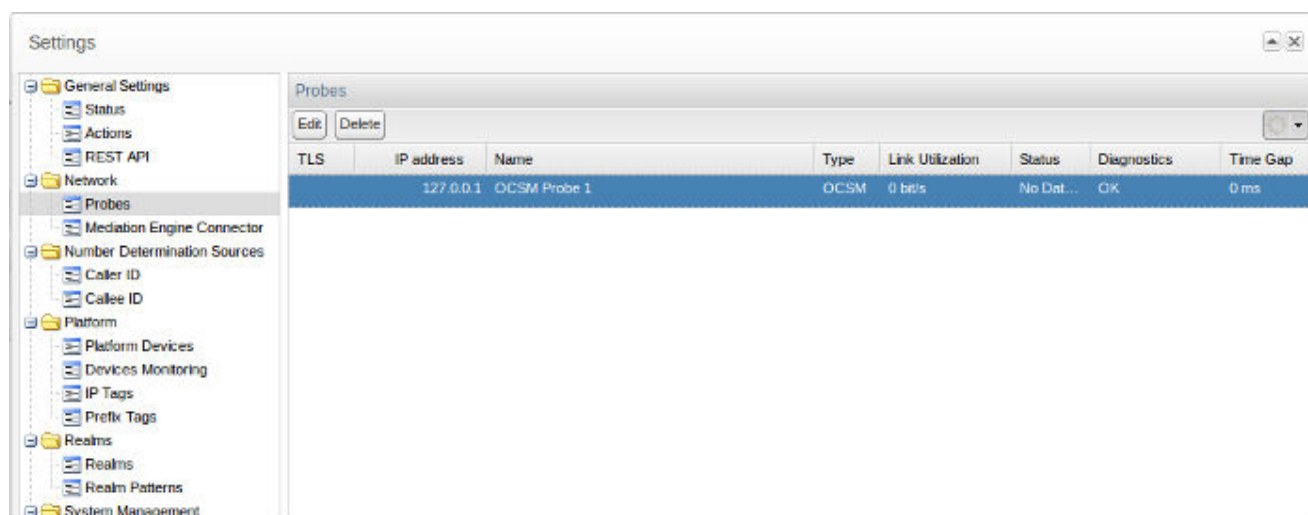 Settings
General Settings
Status
Actions
REST API
Network
Probes
Mediation Engine Connector
Number Determination Sources
Caller ID
Callee ID
Platform
Platform Devices
Devices Monitoring
IP Tags
Prefix Tags
Realms
Realms
Realm Patterns
System Management
Probes
Edit Delete
TLS IP address Name Type Link Utilization Status Diagnostics Time Gap
127.0.0.1 OCSM Probe 1 OCSM 0 bit/s No Dat... OK 0 ms